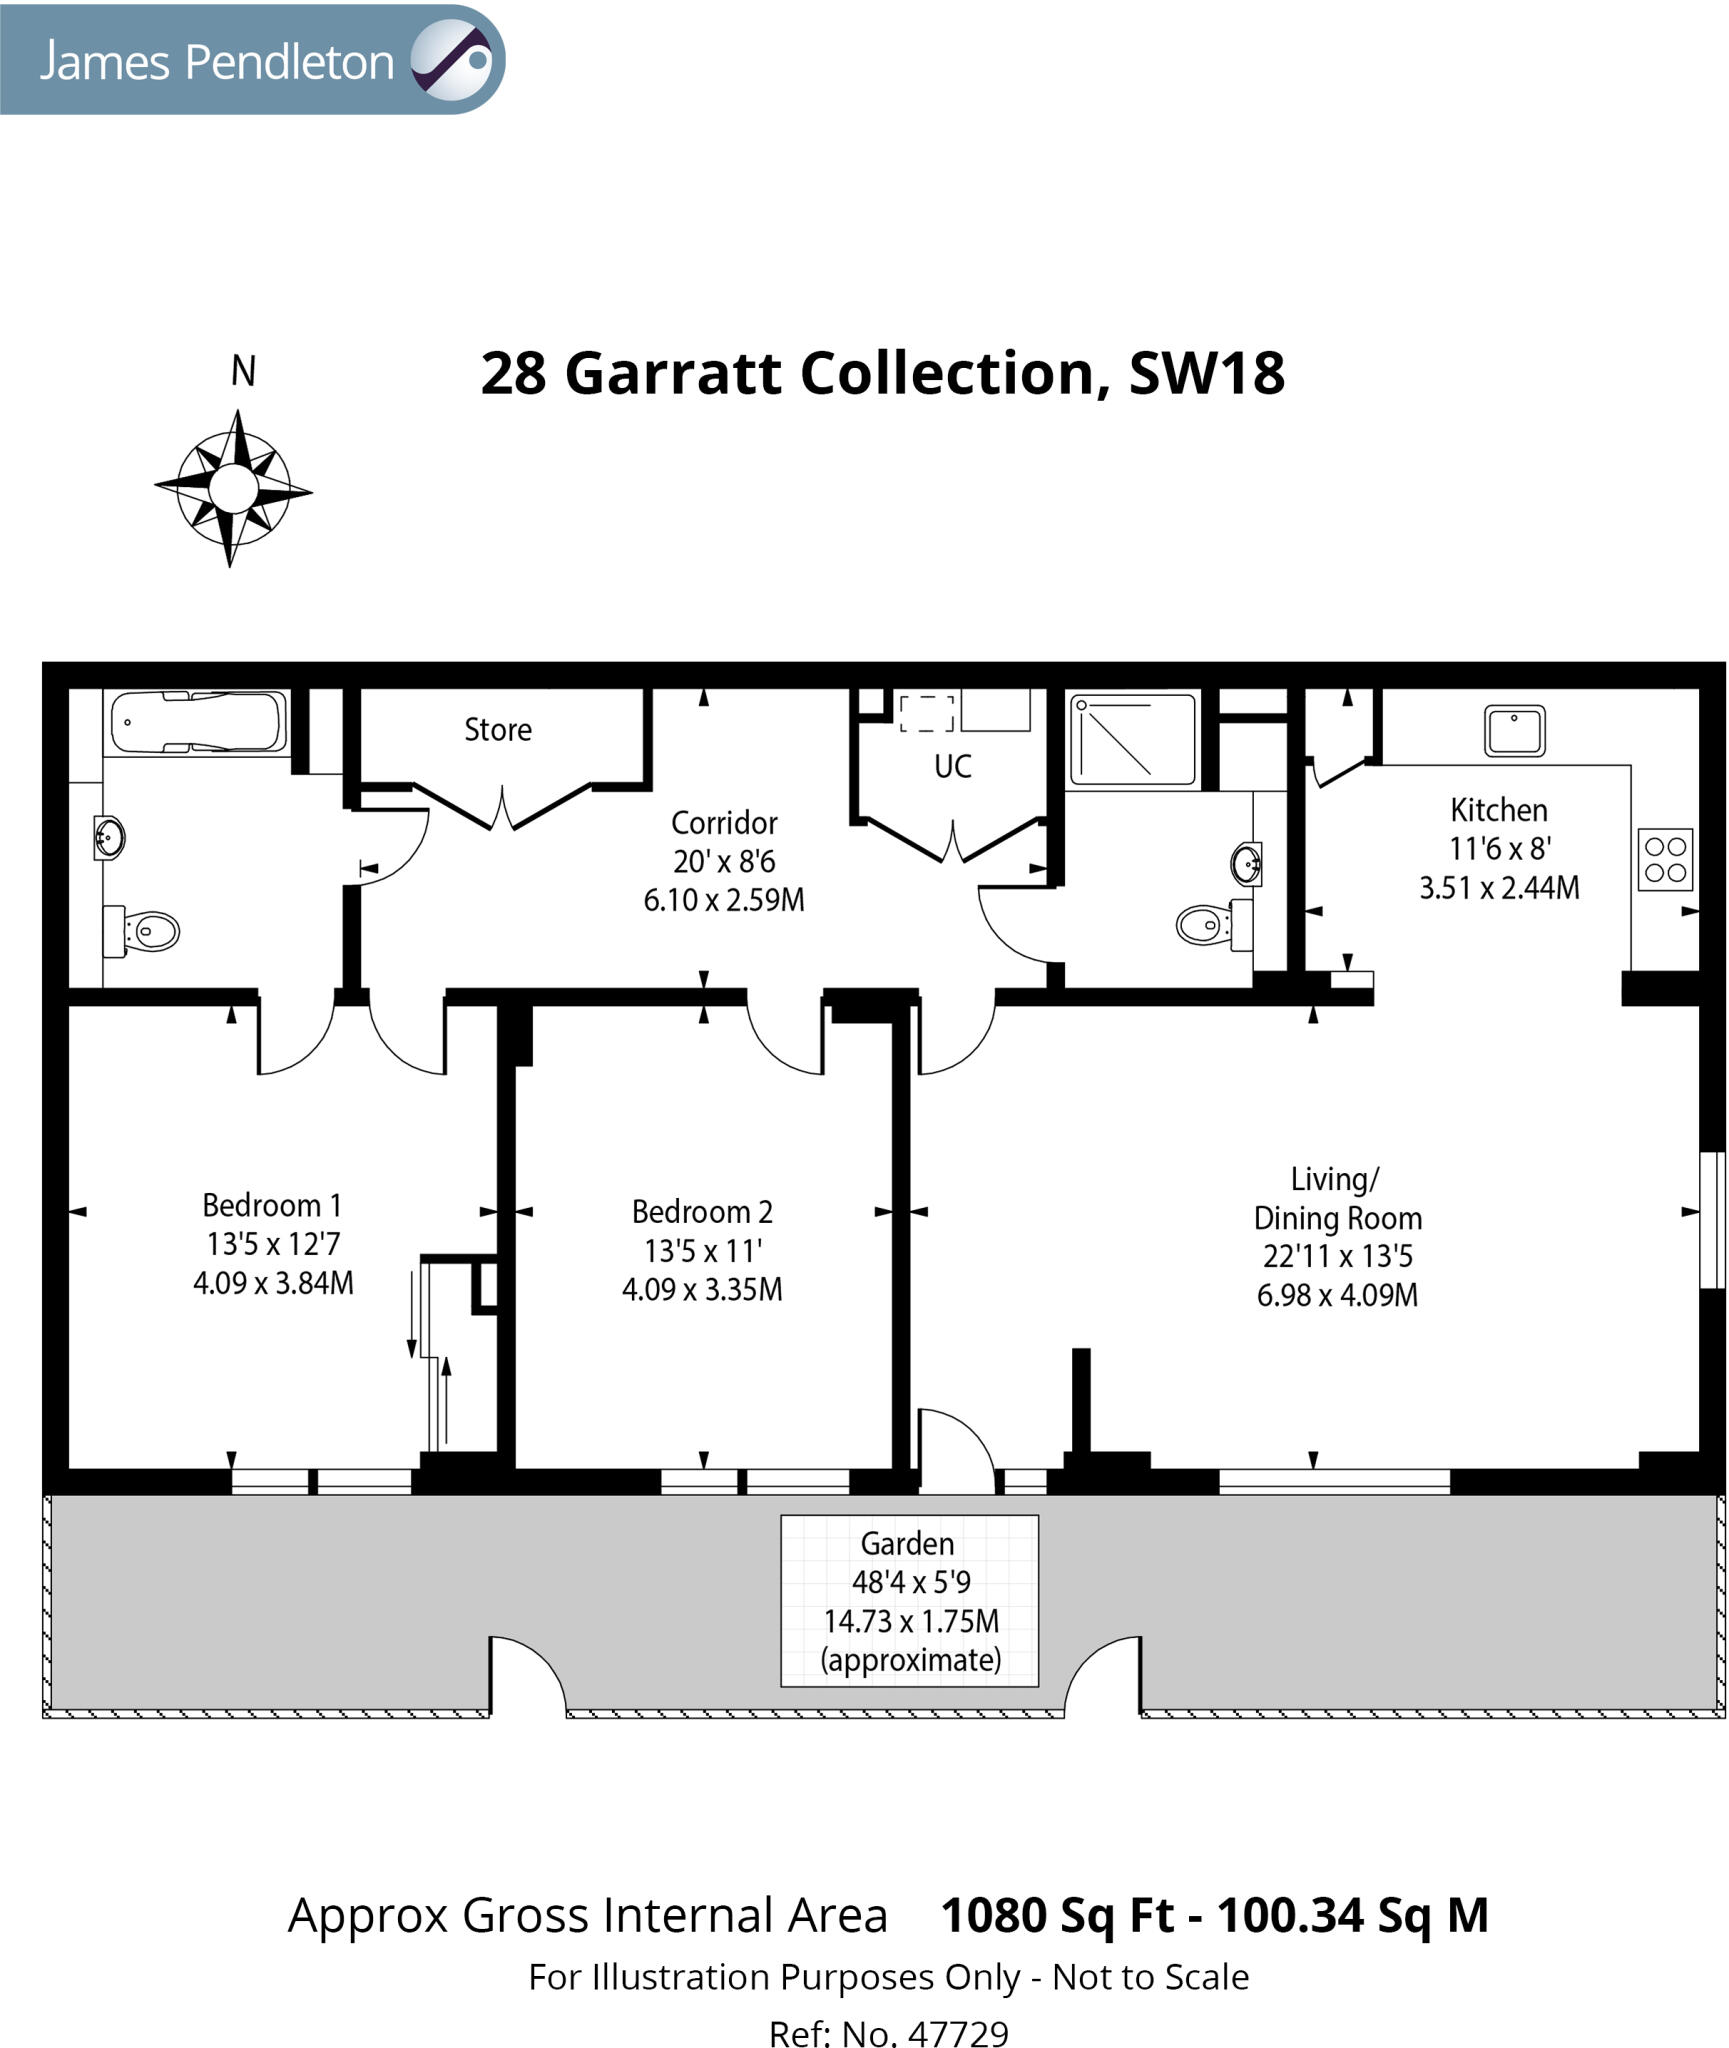 James Pendleton
N
28 Garratt Collection, SW18
Store
UC
Corridor
20' x 8'6
6.10 x 2.59M
Kitchen
11'6 x 8'
3.51 x 2.44M
Bedroom 1
13'5 x 12'7
4.09 x 3.84M
Bedroom 2
13'5 x 11'
4.09 x 3.35M
Living/
Dining Room
22'11 x 13'5
6.98 x 4.09M
Garden
48'4 x 5'9
14.73 x 1.75M
(approximate)
Approx Gross Internal Area 1080 Sq Ft - 100.34 Sq M
For Illustration Purposes Only - Not to Scale
Ref: No. 47729